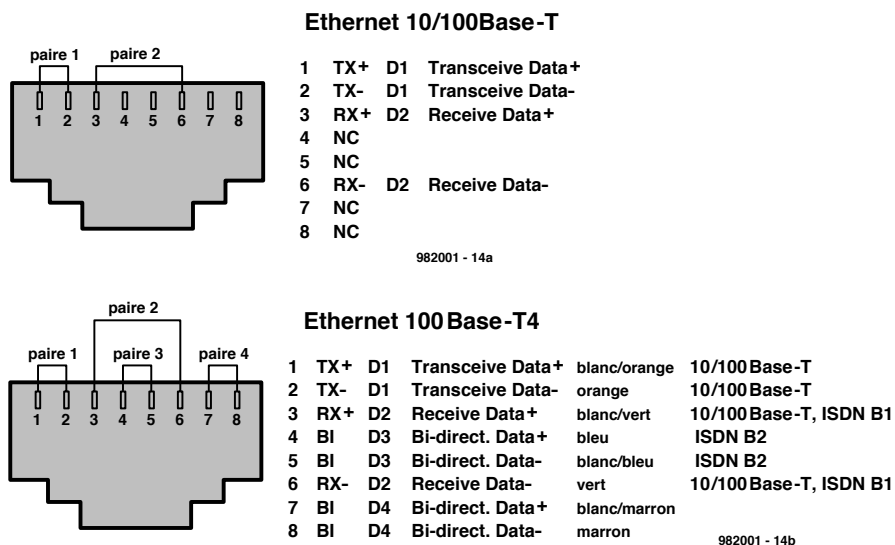 Ethernet 10/100Base-T
paire 1 paire 2
1 2 3 4 5 6 7 8
1 TX+ D1 Transceive Data+
2 TX- D1 Transceive Data-
3 RX+ D2 Receive Data+
4 NC
5 NC
6 RX- D2 Receive Data-
7 NC
8 NC
982001 - 14a
Ethernet 100Base-T4
paire 2
paire 1 paire 3 paire 4
1 2 3 4 5 6 7 8
1 TX+ D1 Transceive Data+ blanc/orange 10/100Base-T
2 TX- D1 Transceive Data- orange 10/100Base-T
3 RX+ D2 Receive Data+ blanc/vert 10/100Base-T, ISDN B1
4 BI D3 Bi-direct. Data+ bleu ISDN B2
5 BI D3 Bi-direct. Data- blanc/bleu ISDN B2
6 RX- D2 Receive Data- vert 10/100Base-T, ISDN B1
7 BI D4 Bi-direct. Data+ blanc/marron
8 BI D4 Bi-direct. Data- marron
982001 - 14b